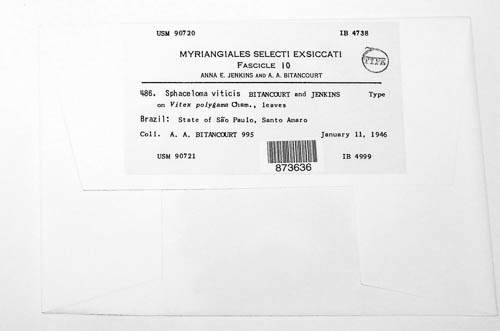 USM 90720 IB 4738
MYRIANGIALES SELECTI EXSICCATI
FASCICLE 10
ANNA E. JENKINS AND A. A. BITANCOURT
TYPE
486. Sphaceloma viticis BITANCOURT and JENKINS Type
on Vitex polygama Cham., leaves
Brazil: State of São Paulo, Santo Amaro
Coll. A. A. BITANCOURT 995 January 11, 1946
USM 90721 IB 4999
873636